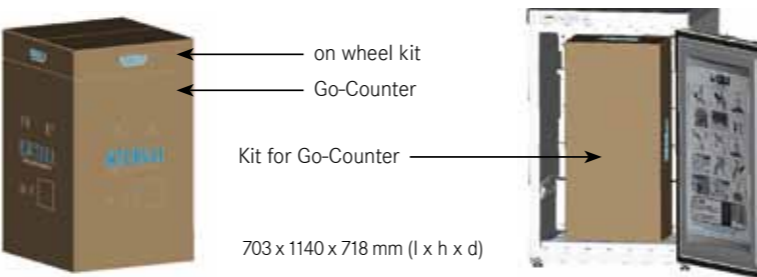 on wheel kit
Go-Counter
Kit for Go-Counter
703 x 1140 x 718 mm (l x h x d)